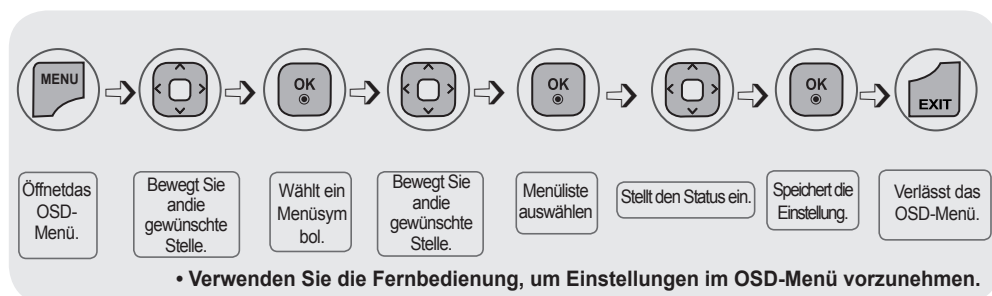 MENU
OK
OK
OK
EXIT
Öffnetdas
OSD-
Menü.
Bewegt Sie
andie
gewünschte
Stelle.
Wählt ein
Menüsym
bol.
Bewegt Sie
andie
gewünschte
Stelle.
Menüliste
auswählen
Stellt den Status ein.
Speichert die
Einstellung.
Verlässt das
OSD-Menü.
• Verwenden Sie die Fernbedienung, um Einstellungen im OSD-Menü vorzunehmen.